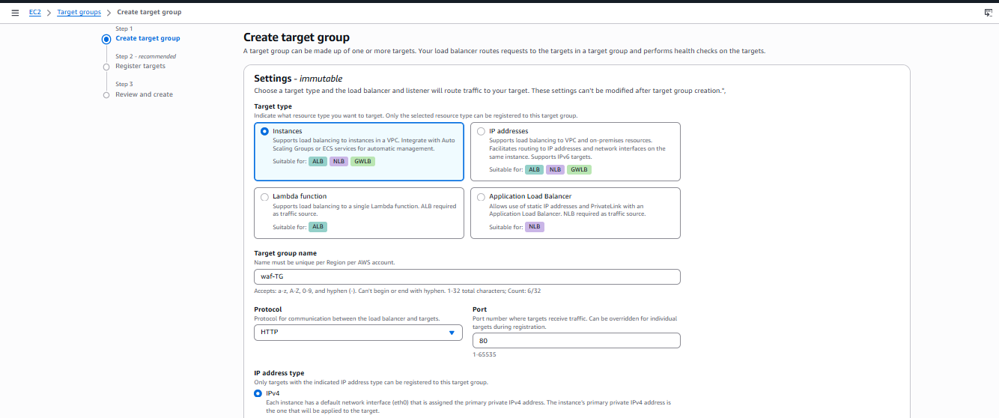 EC2 > Target groups > Create target group
Step 1
Create target group
Step 2 - recommended
Register targets
Step 3
Review and create
Create target group
A target group can be made up of one or more targets. Your load balancer routes requests to the targets in a target group and performs health checks on the targets.
Settings - immutable
Choose a target type and the load balancer and listener will route traffic to your target. These settings can't be modified after target group creation.",
Target type
Indicate what resource type you want to target. Only the selected resource type can be registered to this target group.
Instances
Supports load balancing to instances in a VPC. Integrate with Auto
Scaling Groups or ECS services for automatic management.
Suitable for: ALB NLB GWLB
IP addresses
Supports load balancing to VPC and on-premises resources.
Facilitates routing to IP addresses and network interfaces on the
same instance. Supports IPv6 targets.
Suitable for: ALB NLB GWLB
Lambda function
Supports load balancing to a single Lambda function. ALB required
as traffic source.
Suitable for: ALB
Application Load Balancer
Allows use of static IP addresses and PrivateLink with an
Application Load Balancer. NLB required as traffic source.
Suitable for: NLB
Target group name
Name must be unique per Region per AWS account.
waf-TG
Accepts: a-z, A-Z, 0-9, and hyphen (-). Can't begin or end with hyphen. 1-32 total characters; Count: 6/32
Protocol
Protocol for communication between the load balancer and targets.
HTTP
Port
Port number where targets receive traffic. Can be overridden for individual
targets during registration.
80
1-65535
IP address type
Only targets with the indicated IP address type can be registered to this target group.
IPv4
Each instance has a default network interface (eth0) that is assigned the primary private IPv4 address. The instance's primary private IPv4 address is
the one that will be applied to the target.